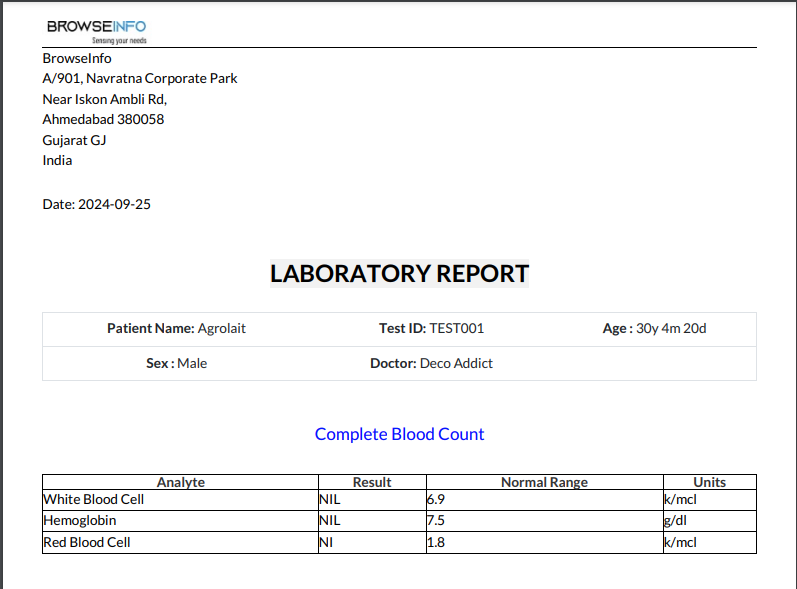 BROWSEINFO
Sensing your needs
BrowseInfo
A/901, Navratna Corporate Park
Near Iskon Ambli Rd,
Ahmedabad 380058
Gujarat GJ
India
Date: 2024-09-25
LABORATORY REPORT
Patient Name: Agrolait Test ID: TEST001 Age : 30y 4m 20d
Sex : Male Doctor: Deco Addict
Complete Blood Count
Analyte Result Normal Range Units
White Blood Cell NIL 6.9 k/mcl
Hemoglobin NIL 7.5 g/dl
Red Blood Cell NI 1.8 k/mcl